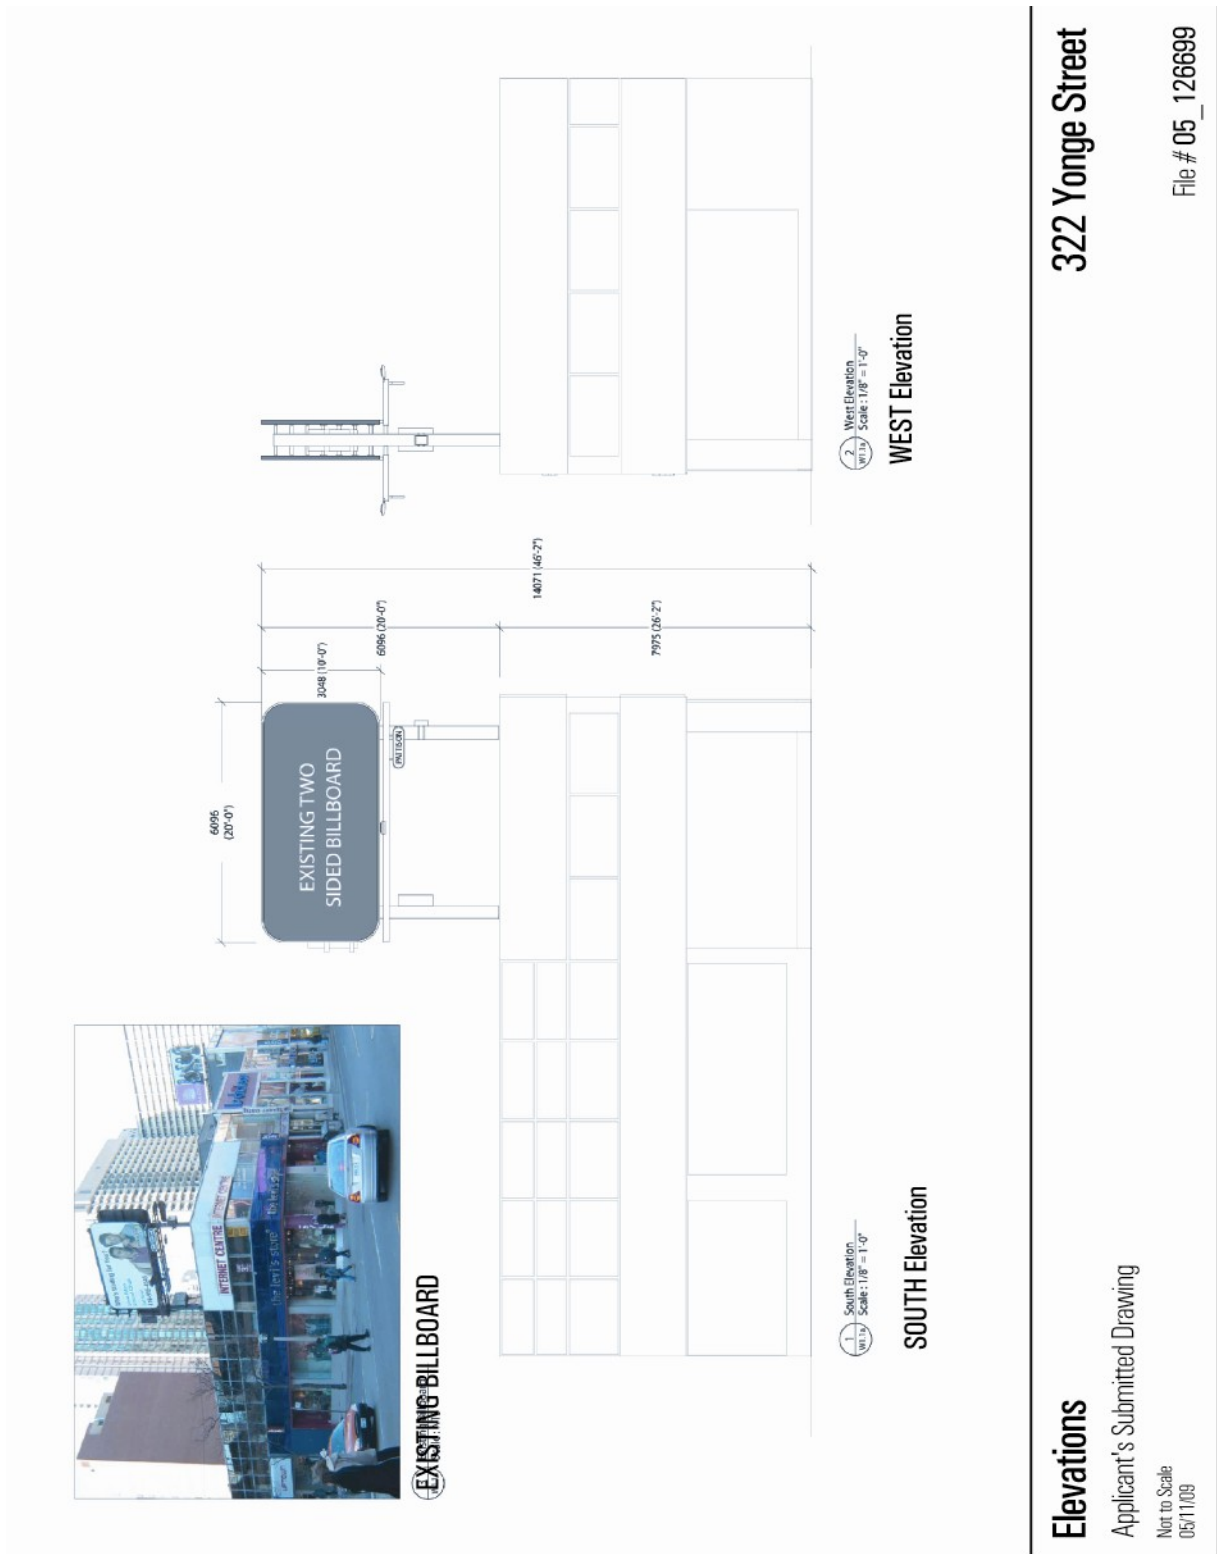 6096
(20'-0")
3048 (10'-0")
6096 (20'-0")
14071 (46'-2")
7975 (26'-2")
EXISTING TWO
SIDED BILLBOARD
PATTISON
INTERNET CENTRE
the levi's store
EXISTING BILLBOARD
1
W1.1a
South Elevation
Scale : 1/8" = 1'-0"
SOUTH Elevation
2
W1.1a
West Elevation
Scale : 1/8" = 1'-0"
WEST Elevation
Elevations
322 Yonge Street
Applicant's Submitted Drawing
Not to Scale
05/11/09
File # 05_126699